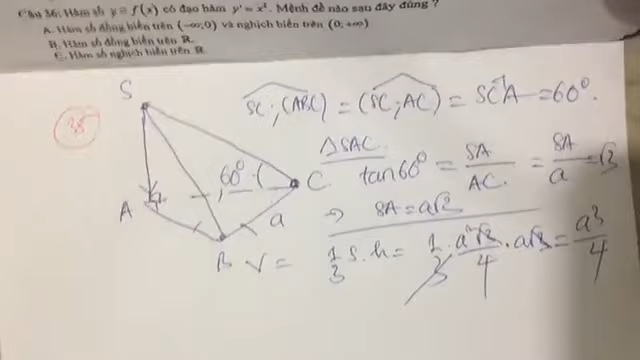 Câu 36: Hàm số y = f(x) có đạo hàm y' = x². Mệnh đề nào sau đây đúng ?
A. Hàm số đồng biến trên (-∞;0) và nghịch biến trên (0;+∞)
B. Hàm số đồng biến trên R.
C. Hàm số nghịch biến trên R
38
S
A
B
C
60°
a
SC;(ABC) = (SC;AC) = SCA = 60°.
ΔSAC
tan60° = SA/AC. = SA/a = √3
⇒ SA = a√3
V = 1/3 S.h = 1/3 . a²√3/4 . a√3 = a³/4